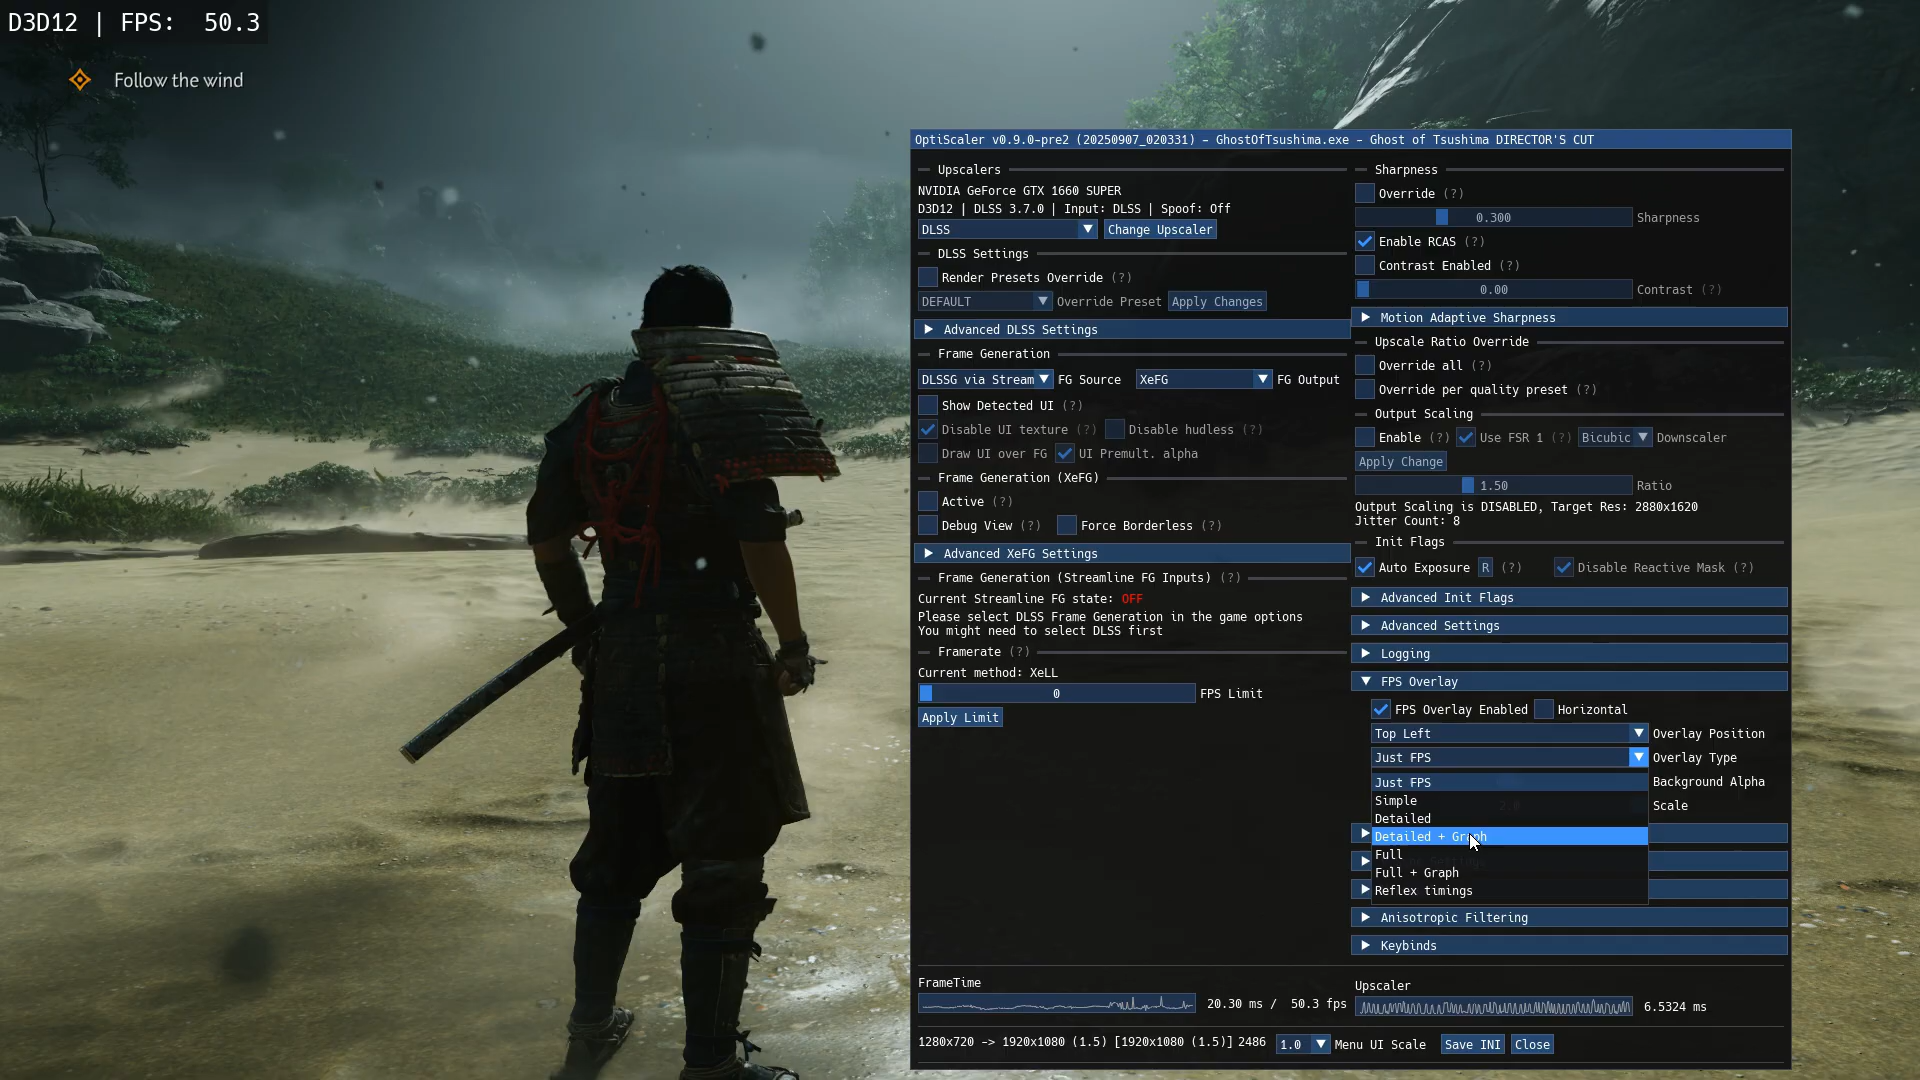 D3D12 | FPS: 50.3
Follow the wind
OptiScaler v0.9.0-pre2 (20250907_020331) - GhostOfTsushima.exe - Ghost of Tsushima DIRECTOR'S CUT
Upscalers
NVIDIA GeForce GTX 1660 SUPER
D3D12 | DLSS 3.7.0 | Input: DLSS | Spoof: Off
DLSS Change Upscaler
DLSS Settings
Render Presets Override (?)
DEFAULT Override Preset Apply Changes
Advanced DLSS Settings
Frame Generation
DLSSG via Stream FG Source XeFG FG Output
Show Detected UI (?)
Disable UI texture (?) Disable hudless (?)
Draw UI over FG UI Premult. alpha
Frame Generation (XeFG)
Active (?)
Debug View (?) Force Borderless (?)
Advanced XeFG Settings
Frame Generation (Streamline FG Inputs) (?)
Current Streamline FG state: OFF
Please select DLSS Frame Generation in the game options
You might need to select DLSS first
Framerate (?)
Current method: XeLL
0 FPS Limit
Apply Limit
Sharpness
Override (?)
0.300 Sharpness
Enable RCAS (?)
Contrast Enabled (?)
0.00 Contrast (?)
Motion Adaptive Sharpness
Upscale Ratio Override
Override all (?)
Override per quality preset (?)
Output Scaling
Enable (?) Use FSR 1 (?) Bicubic Downscaler
Apply Change
1.50 Ratio
Output Scaling is DISABLED, Target Res: 2880x1620
Jitter Count: 8
Init Flags
Auto Exposure R (?) Disable Reactive Mask (?)
Advanced Init Flags
Advanced Settings
Logging
FPS Overlay
FPS Overlay Enabled Horizontal
Top Left Overlay Position
Just FPS Overlay Type
Just FPS Background Alpha
Simple 2.0 Scale
Detailed
Detailed + Graph
Full
Full + Graph
Reflex timings
Anisotropic Filtering
Keybinds
FrameTime
20.30 ms / 50.3 fps
Upscaler
6.5324 ms
1280x720 -> 1920x1080 (1.5) [1920x1080 (1.5)] 2486 1.0 Menu UI Scale Save INI Close